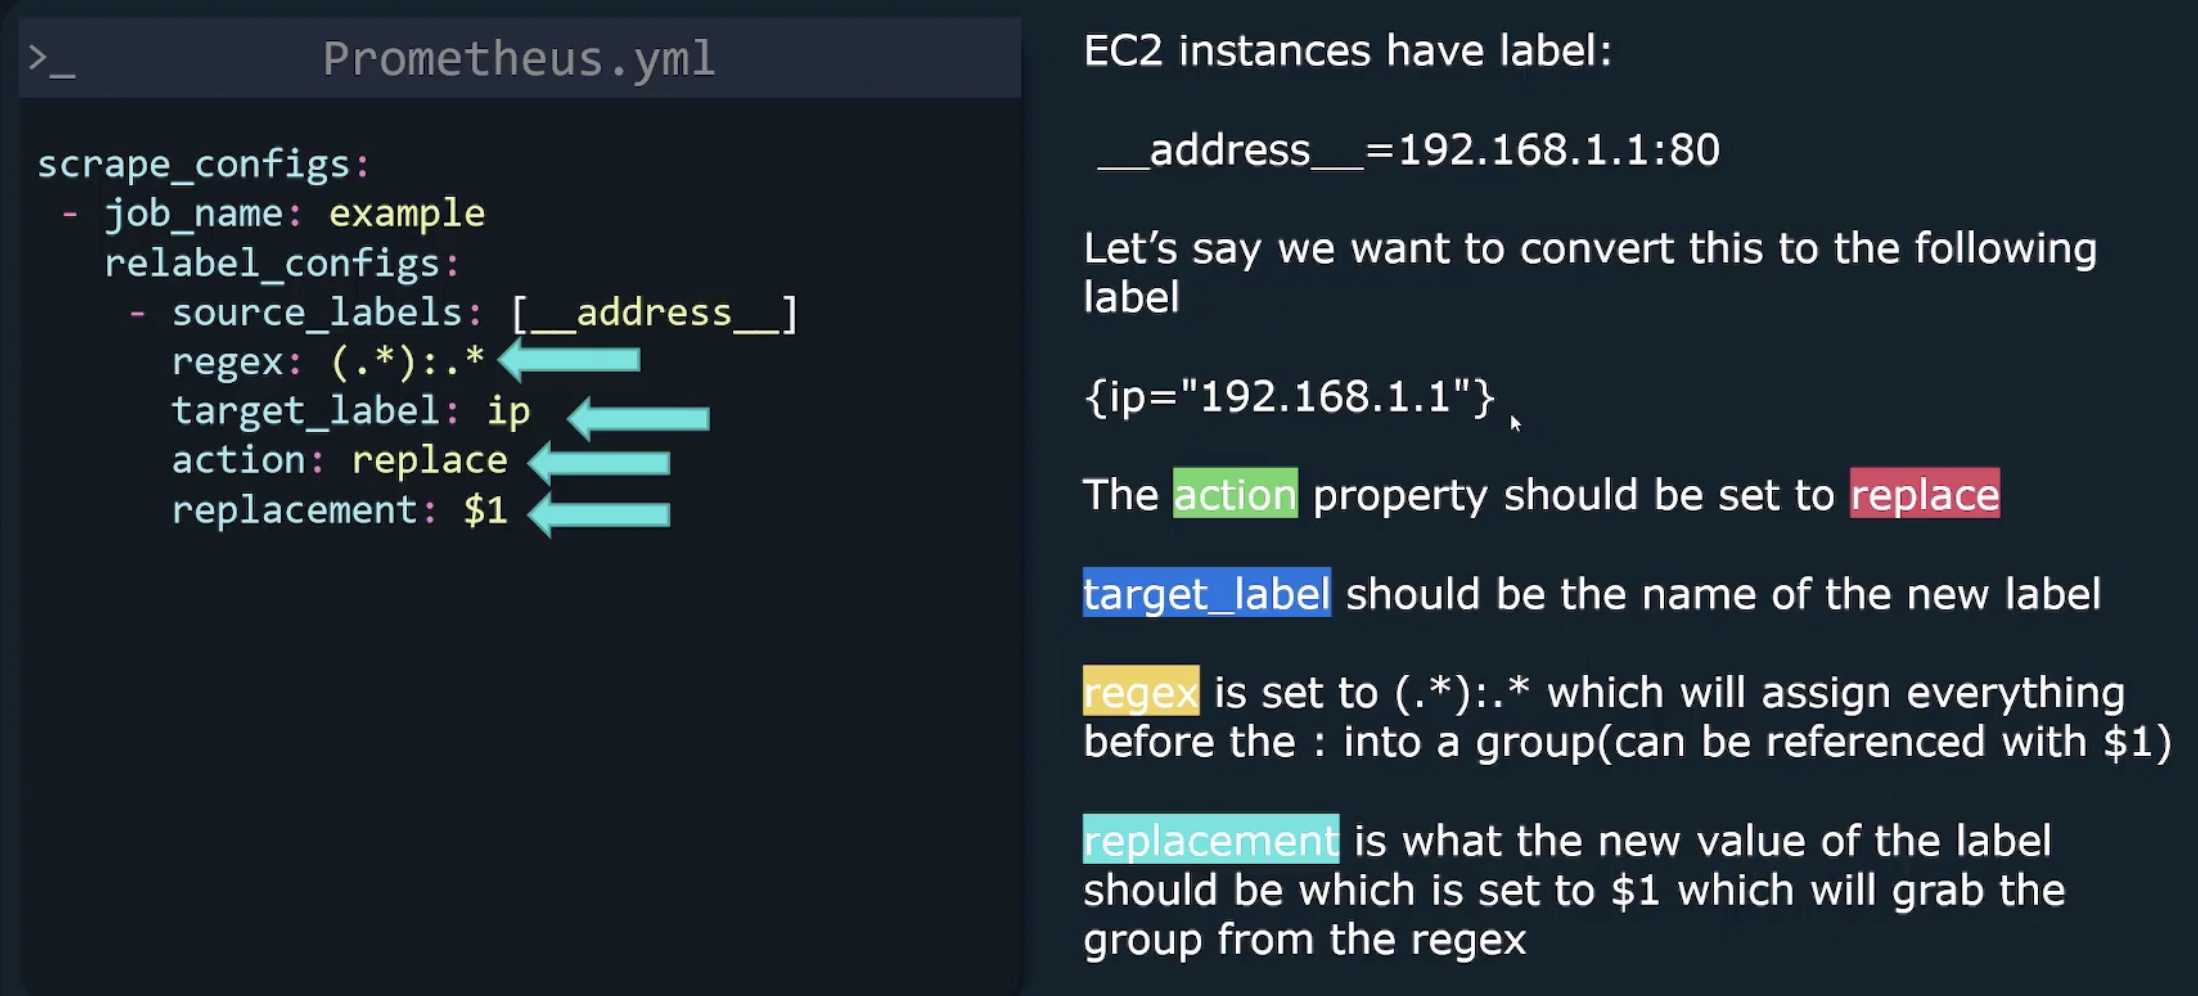 >_ Prometheus.yml
scrape_configs:
- job_name: example
relabel_configs:
- source_labels: [__address__]
regex: (.*):.*
target_label: ip
action: replace
replacement: $1
EC2 instances have label:
__address__=192.168.1.1:80
Let’s say we want to convert this to the following
label
{ip="192.168.1.1"}
The action property should be set to replace
target_label should be the name of the new label
regex is set to (.*):.* which will assign everything
before the : into a group(can be referenced with $1)
replacement is what the new value of the label
should be which is set to $1 which will grab the
group from the regex